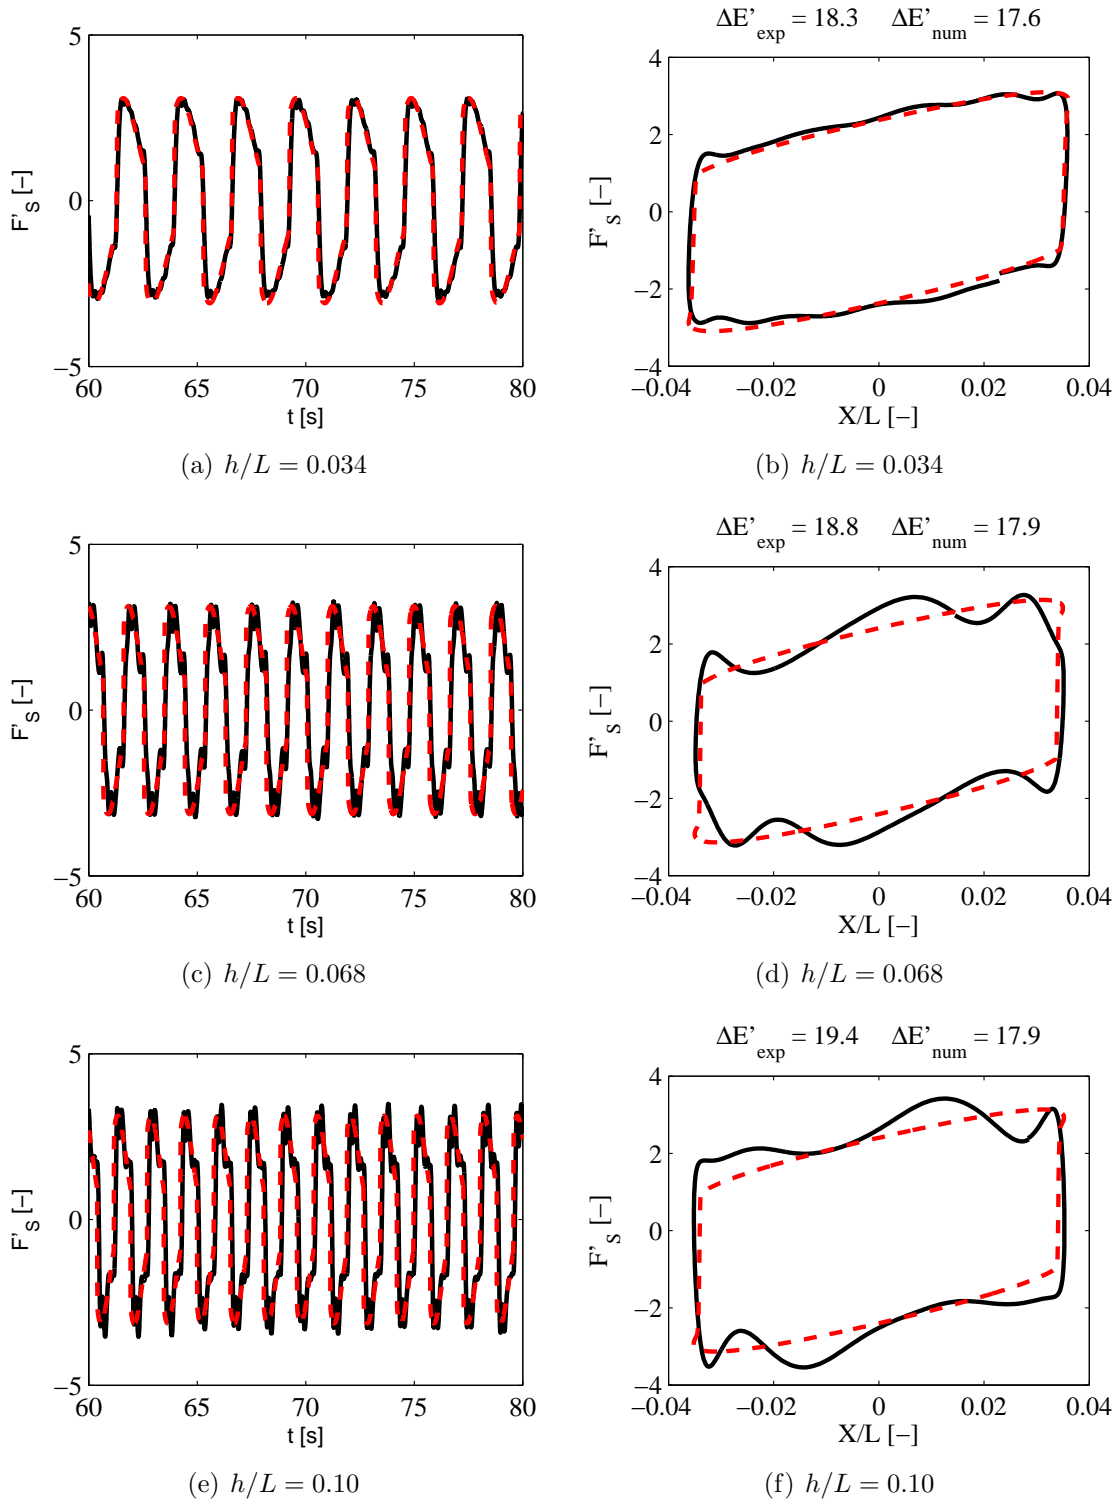 5
0
−5
F'S [−]
60 65 70 75 80
t [s]
(a) h/L = 0.034
ΔE'exp = 18.3 ΔE'num = 17.6
4
2
0
−2
−4
F'S [−]
−0.04 −0.02 0 0.02 0.04
X/L [−]
(b) h/L = 0.034
5
0
−5
F'S [−]
60 65 70 75 80
t [s]
(c) h/L = 0.068
ΔE'exp = 18.8 ΔE'num = 17.9
4
2
0
−2
−4
F'S [−]
−0.04 −0.02 0 0.02 0.04
X/L [−]
(d) h/L = 0.068
5
0
−5
F'S [−]
60 65 70 75 80
t [s]
(e) h/L = 0.10
ΔE'exp = 19.4 ΔE'num = 17.9
4
2
0
−2
−4
F'S [−]
−0.04 −0.02 0 0.02 0.04
X/L [−]
(f) h/L = 0.10